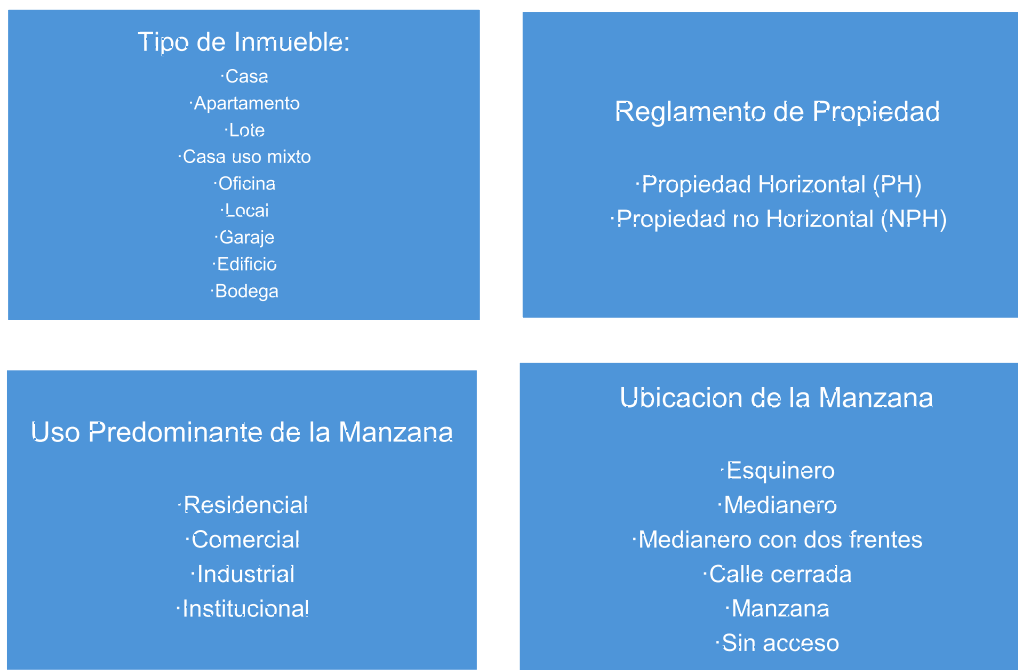 Tipo de Inmueble:
·Casa
·Apartamento
·Lote
·Casa uso mixto
·Oficina
·Local
·Garaje
·Edificio
·Bodega
Reglamento de Propiedad
·Propiedad Horizontal (PH)
·Propiedad no Horizontal (NPH)
Uso Predominante de la Manzana
·Residencial
·Comercial
·Industrial
·Institucional
Ubicacion de la Manzana
·Esquinero
·Medianero
·Medianero con dos frentes
·Calle cerrada
·Manzana
·Sin acceso